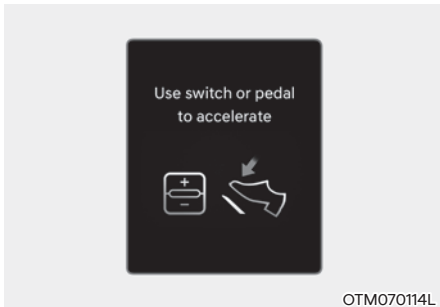 Use switch or pedal
to accelerate
+
-
OTM070114L